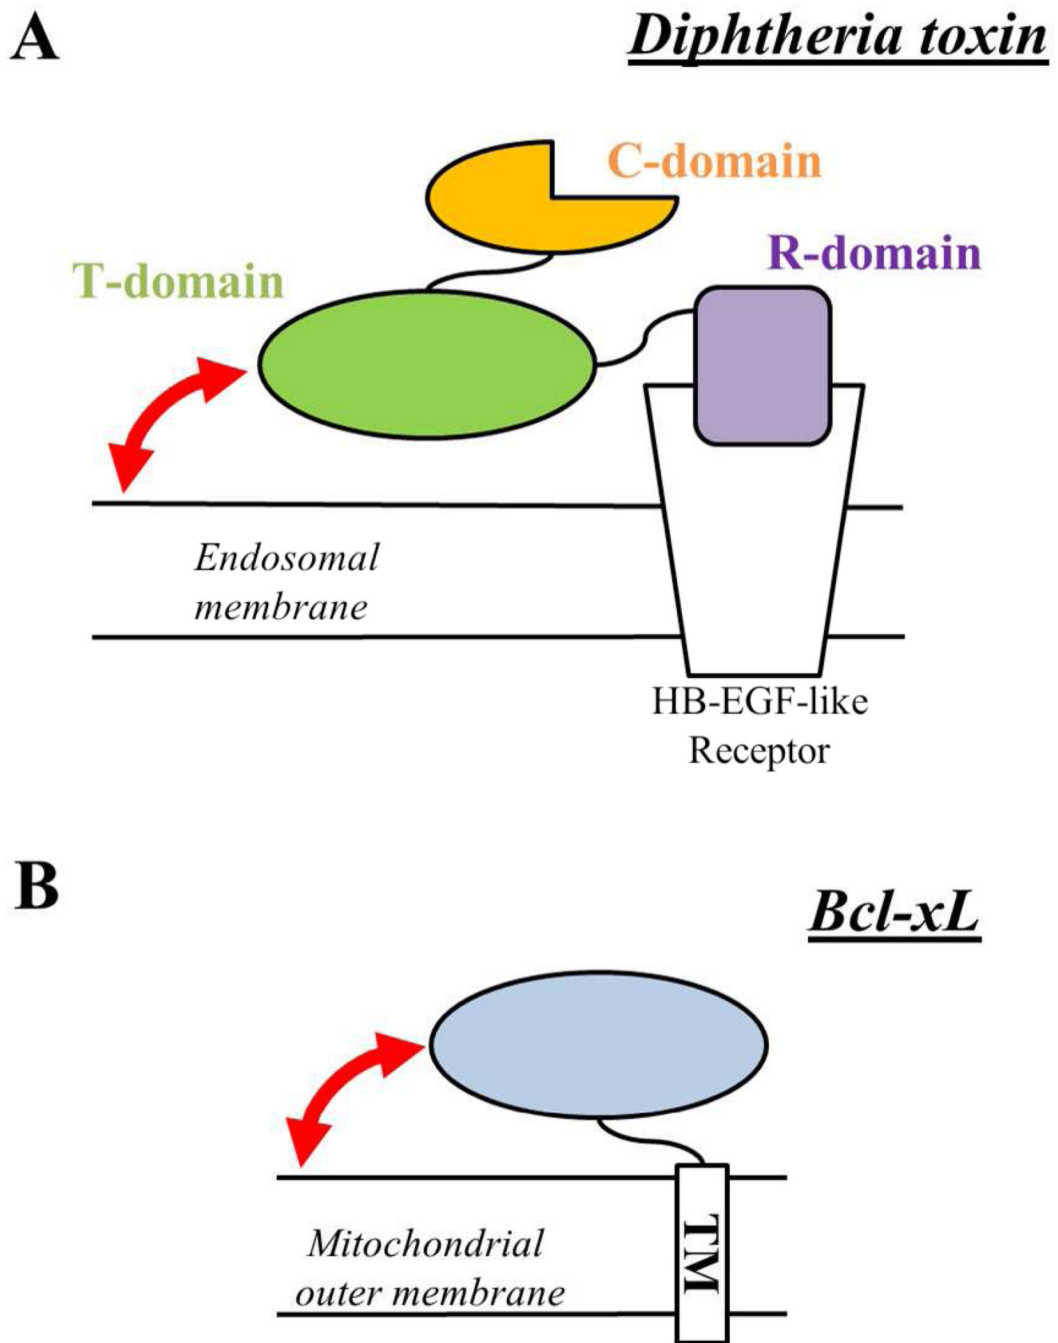 A
Diphtheria toxin
C-domain
R-domain
T-domain
Endosomal
membrane
HB-EGF-like
Receptor
B
Bcl-xL
TM
Mitochondrial
outer membrane